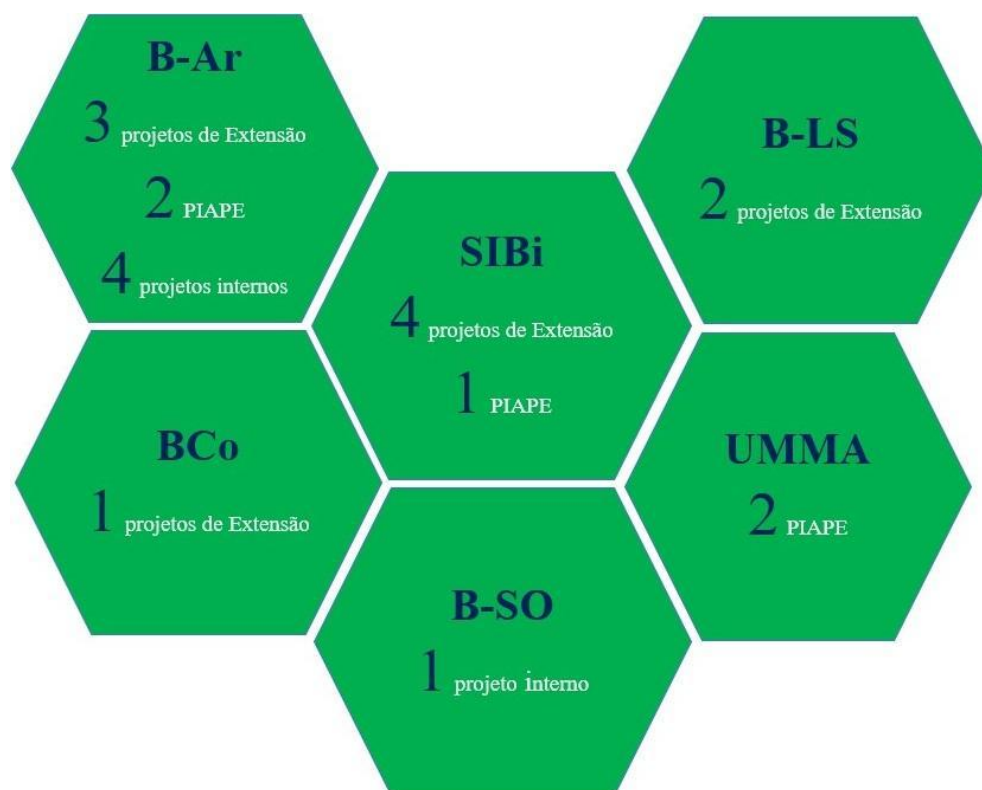 B-Ar
3 projetos de Extensão
2 PIAPE
4 projetos internos
B-LS
2 projetos de Extensão
SIBi
4 projetos de Extensão
1 PIAPE
BCo
1 projetos de Extensão
UMMA
2 PIAPE
B-SO
1 projeto interno